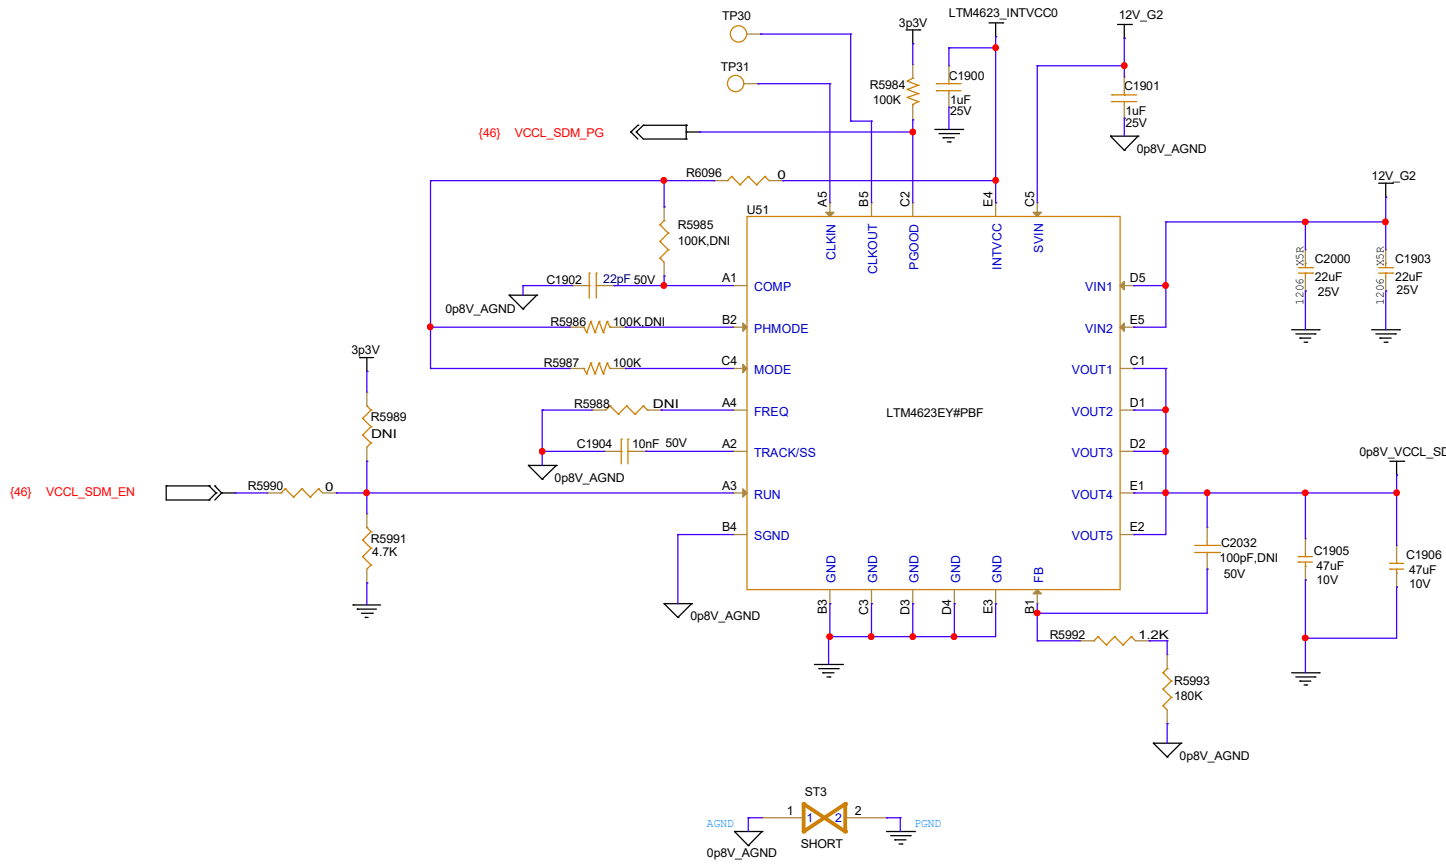 TP30
TP31
3p3V
LTM4623_INTVCC0
12V_G2
R5984
100K
C1900
1uF
25V
C1901
1uF
25V
0p8V_AGND
{46} VCCL_SDM_PG
R6096 0
A5
B5
C2
E4
C5
U51
CLKIN
CLKOUT
PGOOD
INTVCC
SVIN
12V_G2
R5985
100K,DNI
C1902 22pF 50V
0p8V_AGND
A1 COMP
R5986 100K,DNI
B2 PHMODE
R5987 100K
C4 MODE
R5988 DNI
A4 FREQ
C1904 10nF 50V
0p8V_AGND
A2 TRACK/SS
3p3V
R5989
DNI
{46} VCCL_SDM_EN
R5990 0
A3 RUN
R5991
4.7K
B4 SGND
0p8V_AGND
LTM4623EY#PBF
VIN1 D5
VIN2 E5
VOUT1 C1
VOUT2 D1
VOUT3 D2
VOUT4 E1
VOUT5 E2
1206 X5R
C2000
22uF
25V
1206 X5R
C1903
22uF
25V
0p8V_VCCL_SD
C2032
100pF,DNI
50V
C1905
47uF
10V
C1906
47uF
10V
GND
GND
GND
GND
GND
FB
B3
C3
D3
D4
E3
B1
R5992 1.2K
R5993
180K
0p8V_AGND
ST3
AGND 1 1 2 2 PGND
0p8V_AGND
SHORT